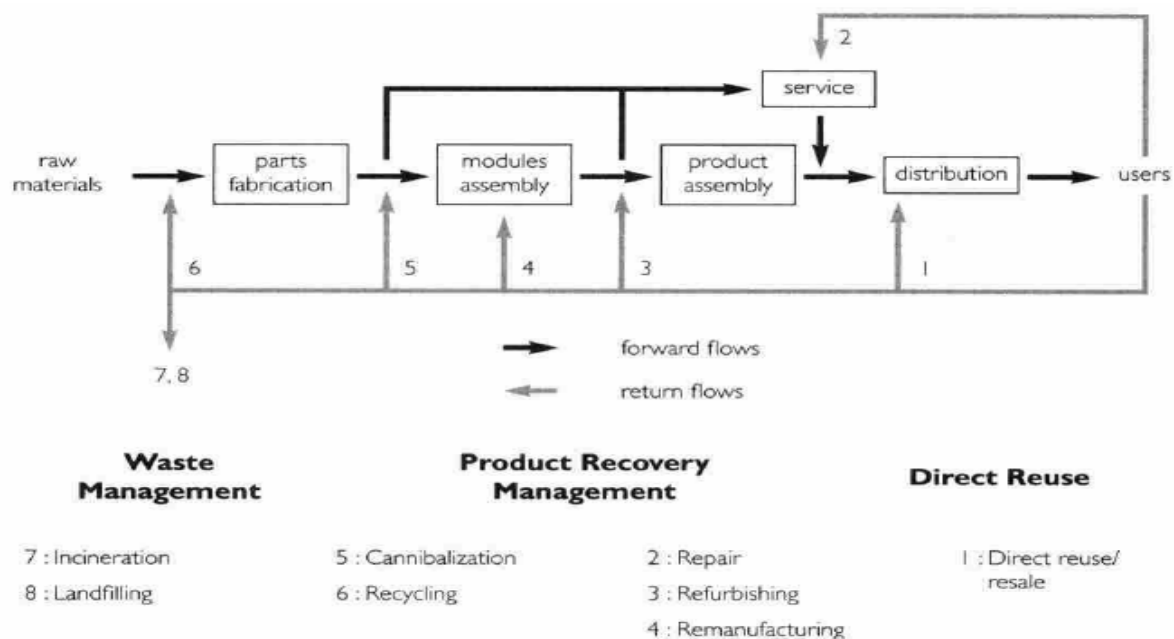 2
service
raw
materials
parts
fabrication
modules
assembly
product
assembly
distribution
users
6
5
4
3
1
7, 8
forward flows
return flows
Waste
Management
Product Recovery
Management
Direct Reuse
7 : Incineration
8 : Landfilling
5 : Cannibalization
6 : Recycling
2 : Repair
3 : Refurbishing
4 : Remanufacturing
1 : Direct reuse/
resale